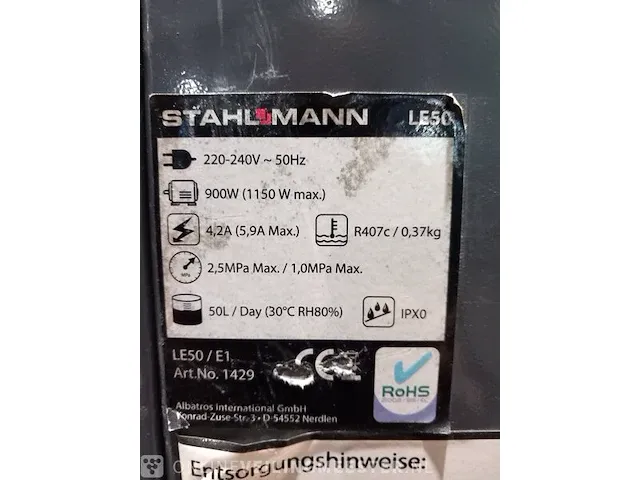 STAHLMANN LE50
220-240V ~ 50Hz
900W (1150 W max.)
4,2A (5,9A Max.) R407c / 0,37kg
MPa
2,5MPa Max. / 1,0MPa Max.
50L / Day (30°C RH80%) IPX0
LE50 / E1
Art.No. 1429
CE
RoHS
Albatros International GmbH
Konrad-Zuse-Str. 3 • D-54552 Nerdlen
Entsorgungshinweise: